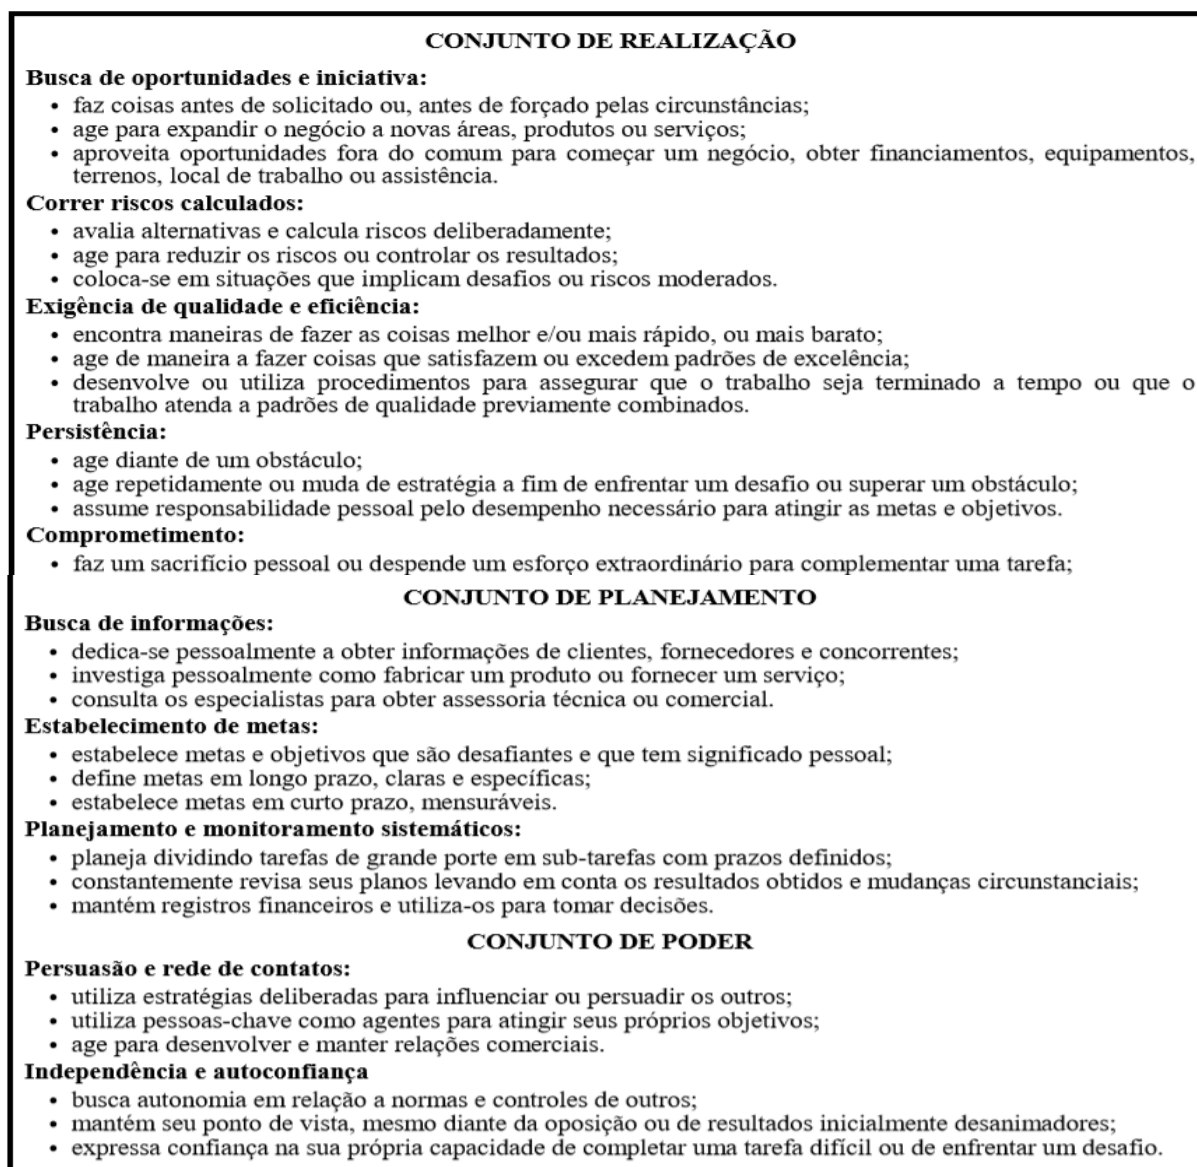 CONJUNTO DE REALIZAÇÃO
Busca de oportunidades e iniciativa:
• faz coisas antes de solicitado ou, antes de forçado pelas circunstâncias;
• age para expandir o negócio a novas áreas, produtos ou serviços;
• aproveita oportunidades fora do comum para começar um negócio, obter financiamentos, equipamentos,
terrenos, local de trabalho ou assistência.
Correr riscos calculados:
• avalia alternativas e calcula riscos deliberadamente;
• age para reduzir os riscos ou controlar os resultados;
• coloca-se em situações que implicam desafios ou riscos moderados.
Exigência de qualidade e eficiência:
• encontra maneiras de fazer as coisas melhor e/ou mais rápido, ou mais barato;
• age de maneira a fazer coisas que satisfazem ou excedem padrões de excelência;
• desenvolve ou utiliza procedimentos para assegurar que o trabalho seja terminado a tempo ou que o
trabalho atenda a padrões de qualidade previamente combinados.
Persistência:
• age diante de um obstáculo;
• age repetidamente ou muda de estratégia a fim de enfrentar um desafio ou superar um obstáculo;
• assume responsabilidade pessoal pelo desempenho necessário para atingir as metas e objetivos.
Comprometimento:
• faz um sacrifício pessoal ou despende um esforço extraordinário para complementar uma tarefa;
CONJUNTO DE PLANEJAMENTO
Busca de informações:
• dedica-se pessoalmente a obter informações de clientes, fornecedores e concorrentes;
• investiga pessoalmente como fabricar um produto ou fornecer um serviço;
• consulta os especialistas para obter assessoria técnica ou comercial.
Estabelecimento de metas:
• estabelece metas e objetivos que são desafiantes e que tem significado pessoal;
• define metas em longo prazo, claras e específicas;
• estabelece metas em curto prazo, mensuráveis.
Planejamento e monitoramento sistemáticos:
• planeja dividindo tarefas de grande porte em sub-tarefas com prazos definidos;
• constantemente revisa seus planos levando em conta os resultados obtidos e mudanças circunstanciais;
• mantém registros financeiros e utiliza-os para tomar decisões.
CONJUNTO DE PODER
Persuasão e rede de contatos:
• utiliza estratégias deliberadas para influenciar ou persuadir os outros;
• utiliza pessoas-chave como agentes para atingir seus próprios objetivos;
• age para desenvolver e manter relações comerciais.
Independência e autoconfiança
• busca autonomia em relação a normas e controles de outros;
• mantém seu ponto de vista, mesmo diante da oposição ou de resultados inicialmente desanimadores;
• expressa confiança na sua própria capacidade de completar uma tarefa difícil ou de enfrentar um desafio.